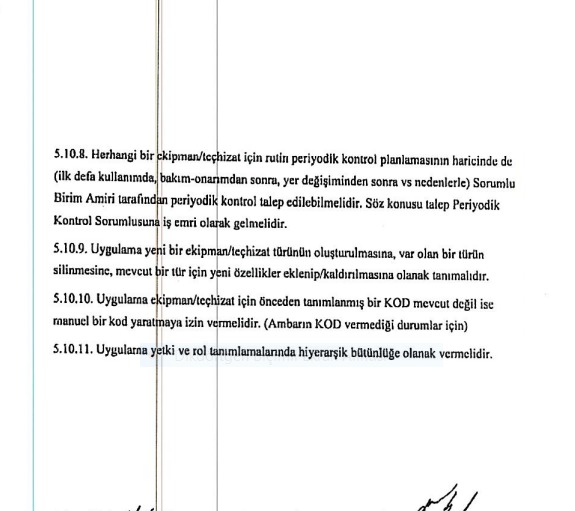 5.10.8. Herhangi bir ekipman/teçhizat için rutin periyodik kontrol planlamasının haricinde de
(ilk defa kullanımda, bakım-onarımdan sonra, yer değişiminden sonra vs nedenlerle) Sorumlu
Birim Amiri tarafından periyodik kontrol talep edilebilmelidir. Söz konusu talep Periyodik
Kontrol Sorumlusuna iş emri olarak gelmelidir.
5.10.9. Uygulama yeni bir ekipman/teçhizat türünün oluşturulmasına, var olan bir türün
silinmesine, mevcut bir tür için yeni özellikler eklenip/kaldırılmasına olanak tanımalıdır.
5.10.10. Uygulama ekipman/teçhizat için önceden tanımlanmış bir KOD mevcut değil ise
manuel bir kod yaratmaya izin vermelidir. (Ambarın KOD vermediği durumlar için)
5.10.11. Uygulama yetki ve rol tanımlamalarında hiyerarşik bütünlüğe olanak vermelidir.